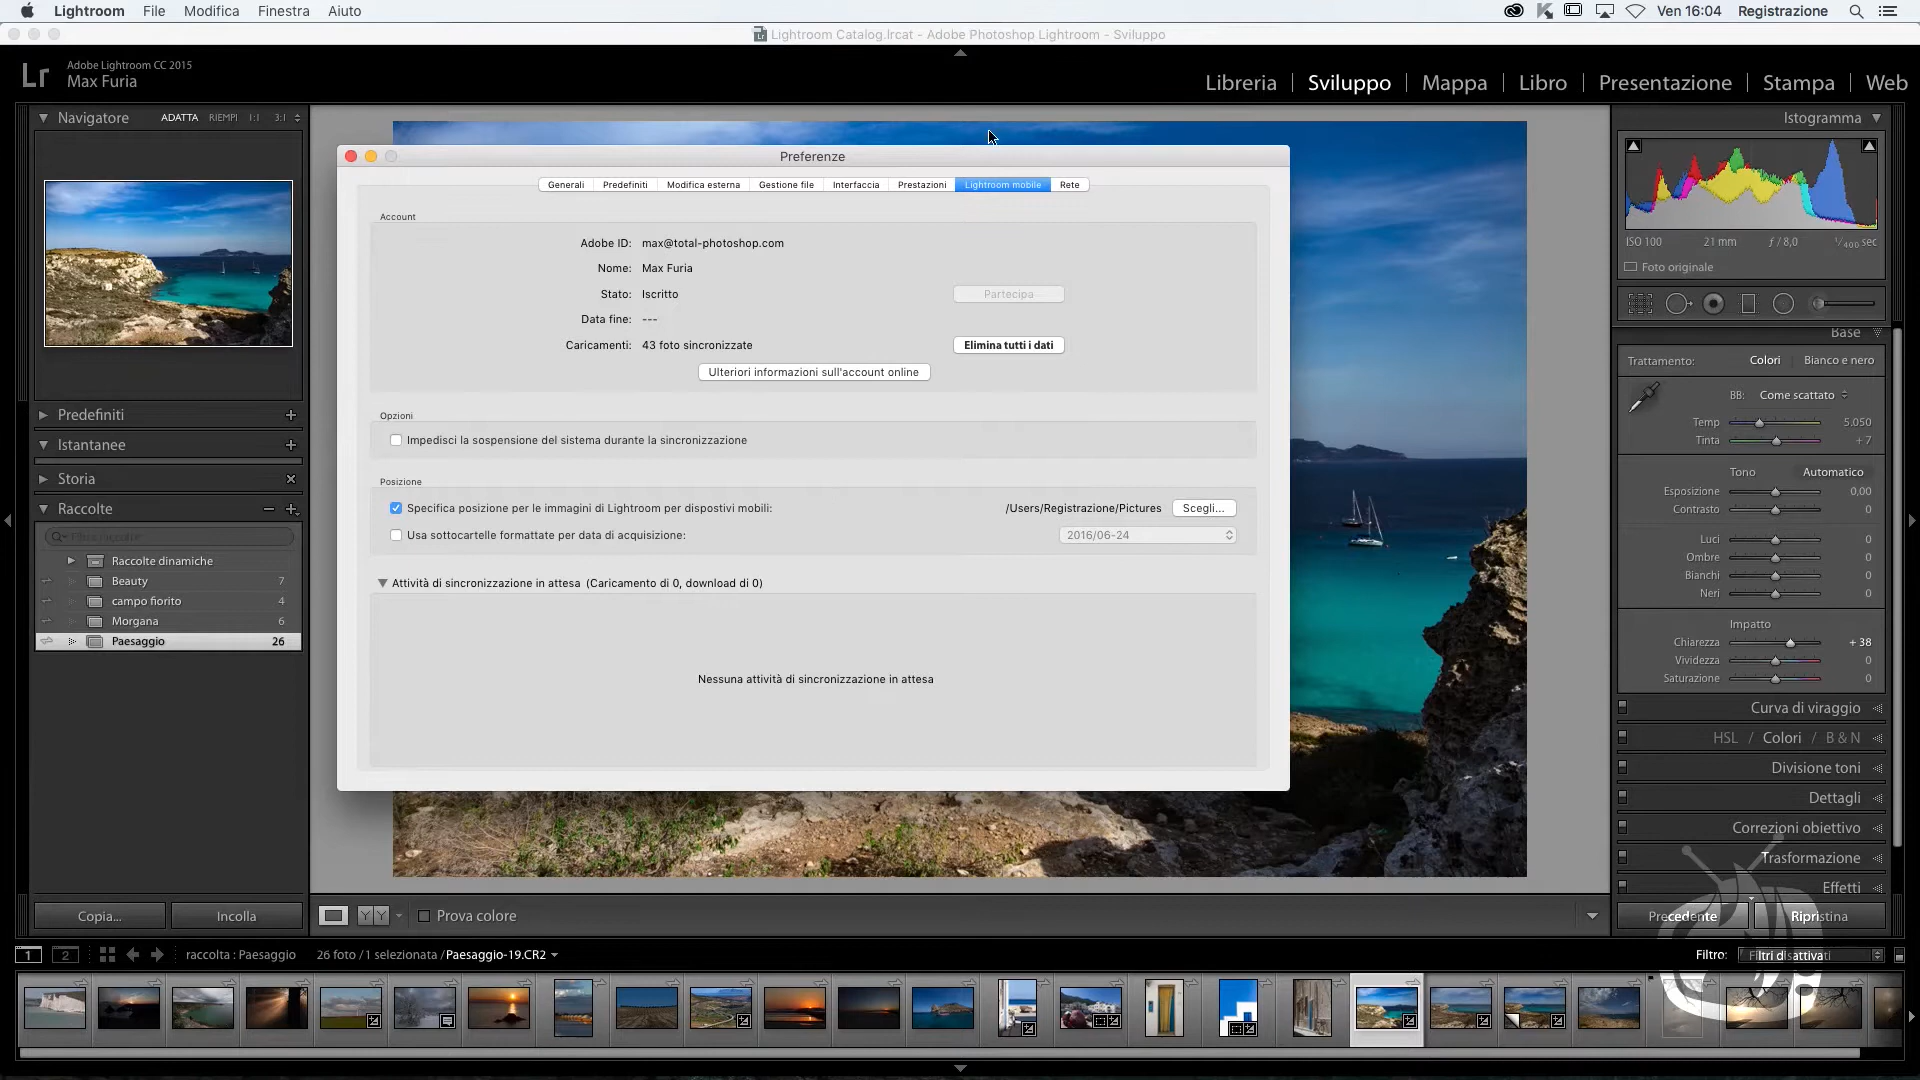 Lightroom File Modifica Finestra Aiuto
Ven 16:04 Registrazione
Lightroom Catalog.lrcat - Adobe Photoshop Lightroom - Sviluppo
Lr
Adobe Lightroom CC 2015
Max Furia
Libreria | Sviluppo | Mappa | Libro | Presentazione | Stampa | Web
Navigatore ADATTA RIEMPI 1:1 3:1
Predefiniti
Istantanee
Storia
Raccolte
Raccolte dinamiche
Beauty 7
campo fiorito 4
Morgana 6
Paesaggio 26
Copia... Incolla
Preferenze
Generali Predefiniti Modifica esterna Gestione file Interfaccia Prestazioni Lightroom mobile Rete
Account
Adobe ID: max@total-photoshop.com
Nome: Max Furia
Stato: Iscritto Partecipa
Data fine: ---
Caricamenti: 43 foto sincronizzate Elimina tutti i dati
Ulteriori informazioni sull'account online
Opzioni
Impedisci la sospensione del sistema durante la sincronizzazione
Posizione
Specifica posizione per le immagini di Lightroom per dispostivi mobili: /Users/Registrazione/Pictures Scegli...
Usa sottocartelle formattate per data di acquisizione: 2016/06-24
Attività di sincronizzazione in attesa (Caricamento di 0, download di 0)
Nessuna attività di sincronizzazione in attesa
Istogramma
ISO 100 21 mm ƒ / 8,0 1/400 sec
Foto originale
Base
Trattamento: Colori Bianco e nero
BB: Come scattato
Temp 5.050
Tinta + 7
Tono Automatico
Esposizione 0,00
Contrasto 0
Luci 0
Ombre 0
Bianchi 0
Neri 0
Impatto
Chiarezza + 38
Vividezza 0
Saturazione 0
Curva di viraggio
HSL / Colori / B & N
Divisione toni
Dettagli
Correzioni obiettivo
Trasformazione
Effetti
Precedente Ripristina
Prova colore
1 2 raccolta : Paesaggio 26 foto / 1 selezionata / Paesaggio-19.CR2
Filtro: Filtri disattivati